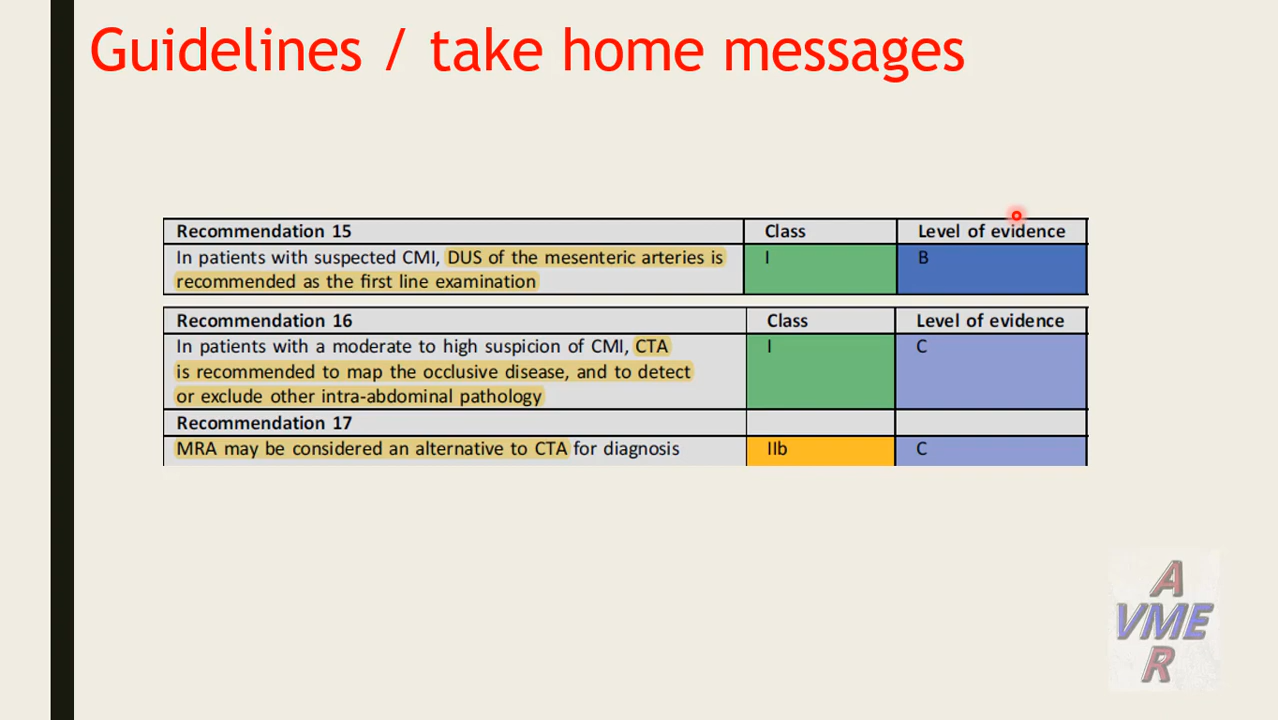 Guidelines / take home messages
Recommendation 15 Class Level of evidence
In patients with suspected CMI, DUS of the mesenteric arteries is I B
recommended as the first line examination
Recommendation 16 Class Level of evidence
In patients with a moderate to high suspicion of CMI, CTA I C
is recommended to map the occlusive disease, and to detect
or exclude other intra-abdominal pathology
Recommendation 17
MRA may be considered an alternative to CTA for diagnosis IIb C
A
VME
R